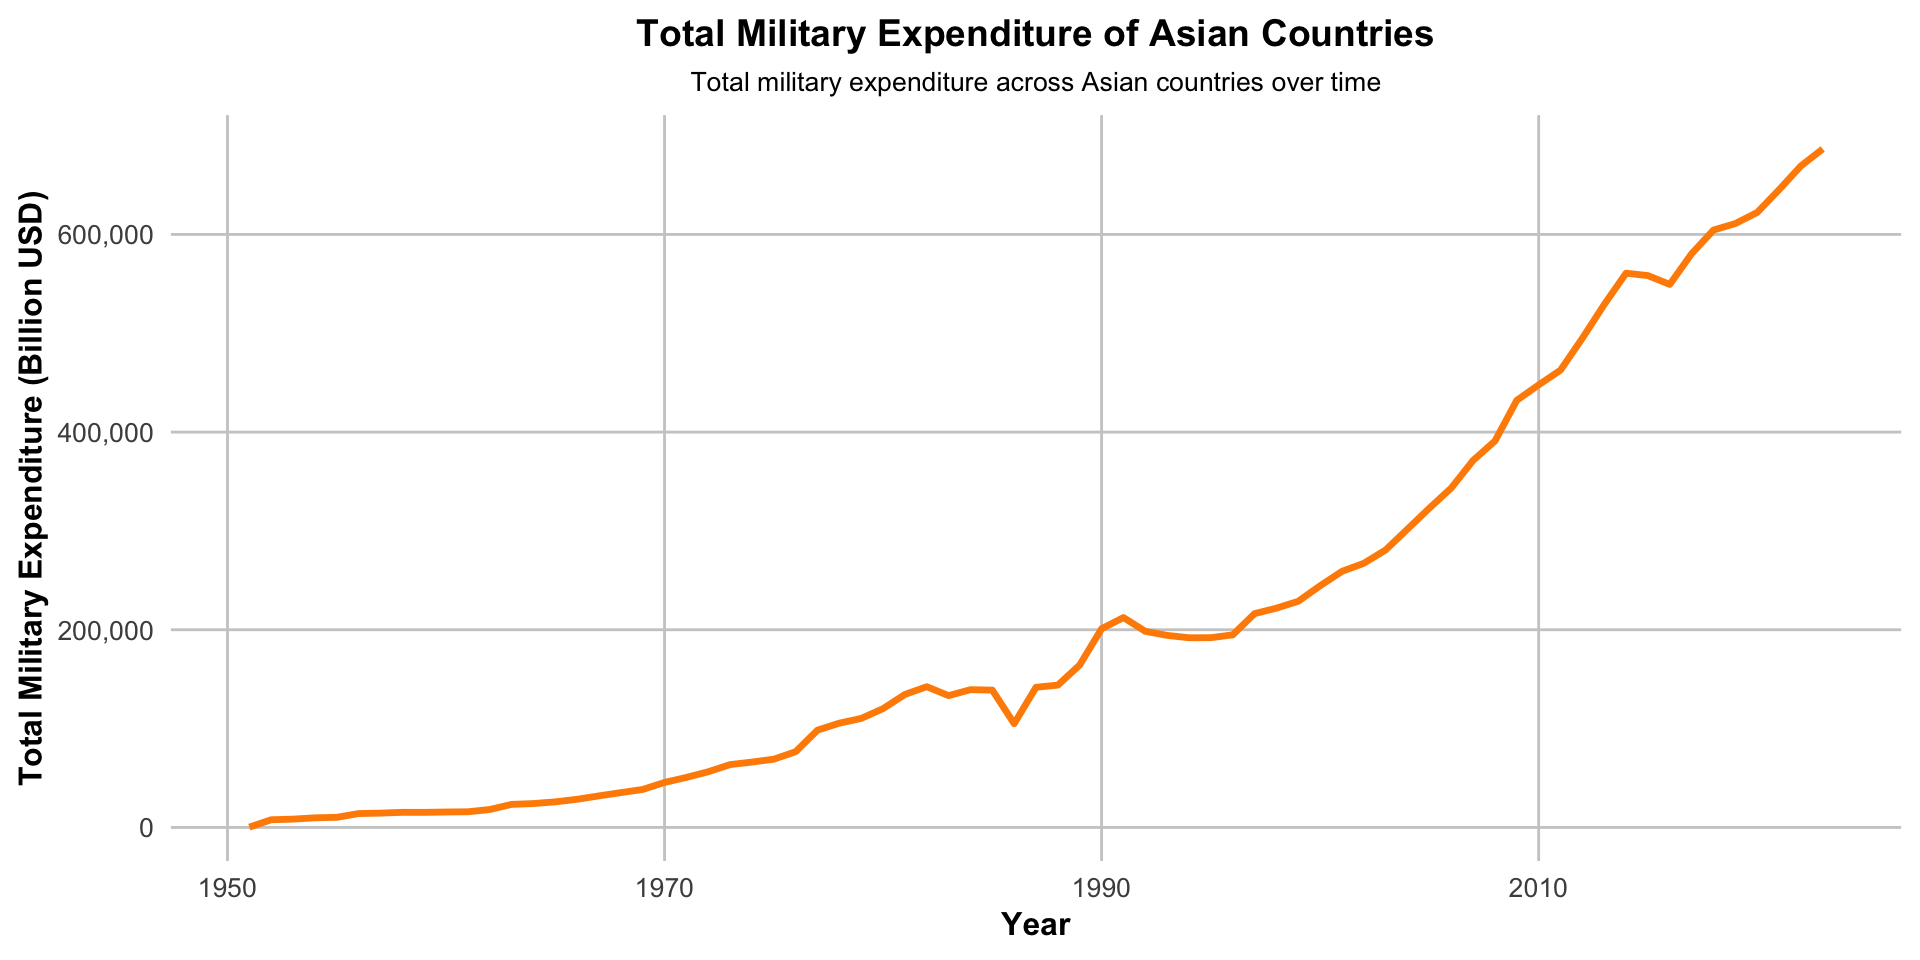 Total Military Expenditure of Asian Countries
Total military expenditure across Asian countries over time
Total Military Expenditure (Billion USD)
600,000
400,000
200,000
0
1950
1970
1990
2010
Year